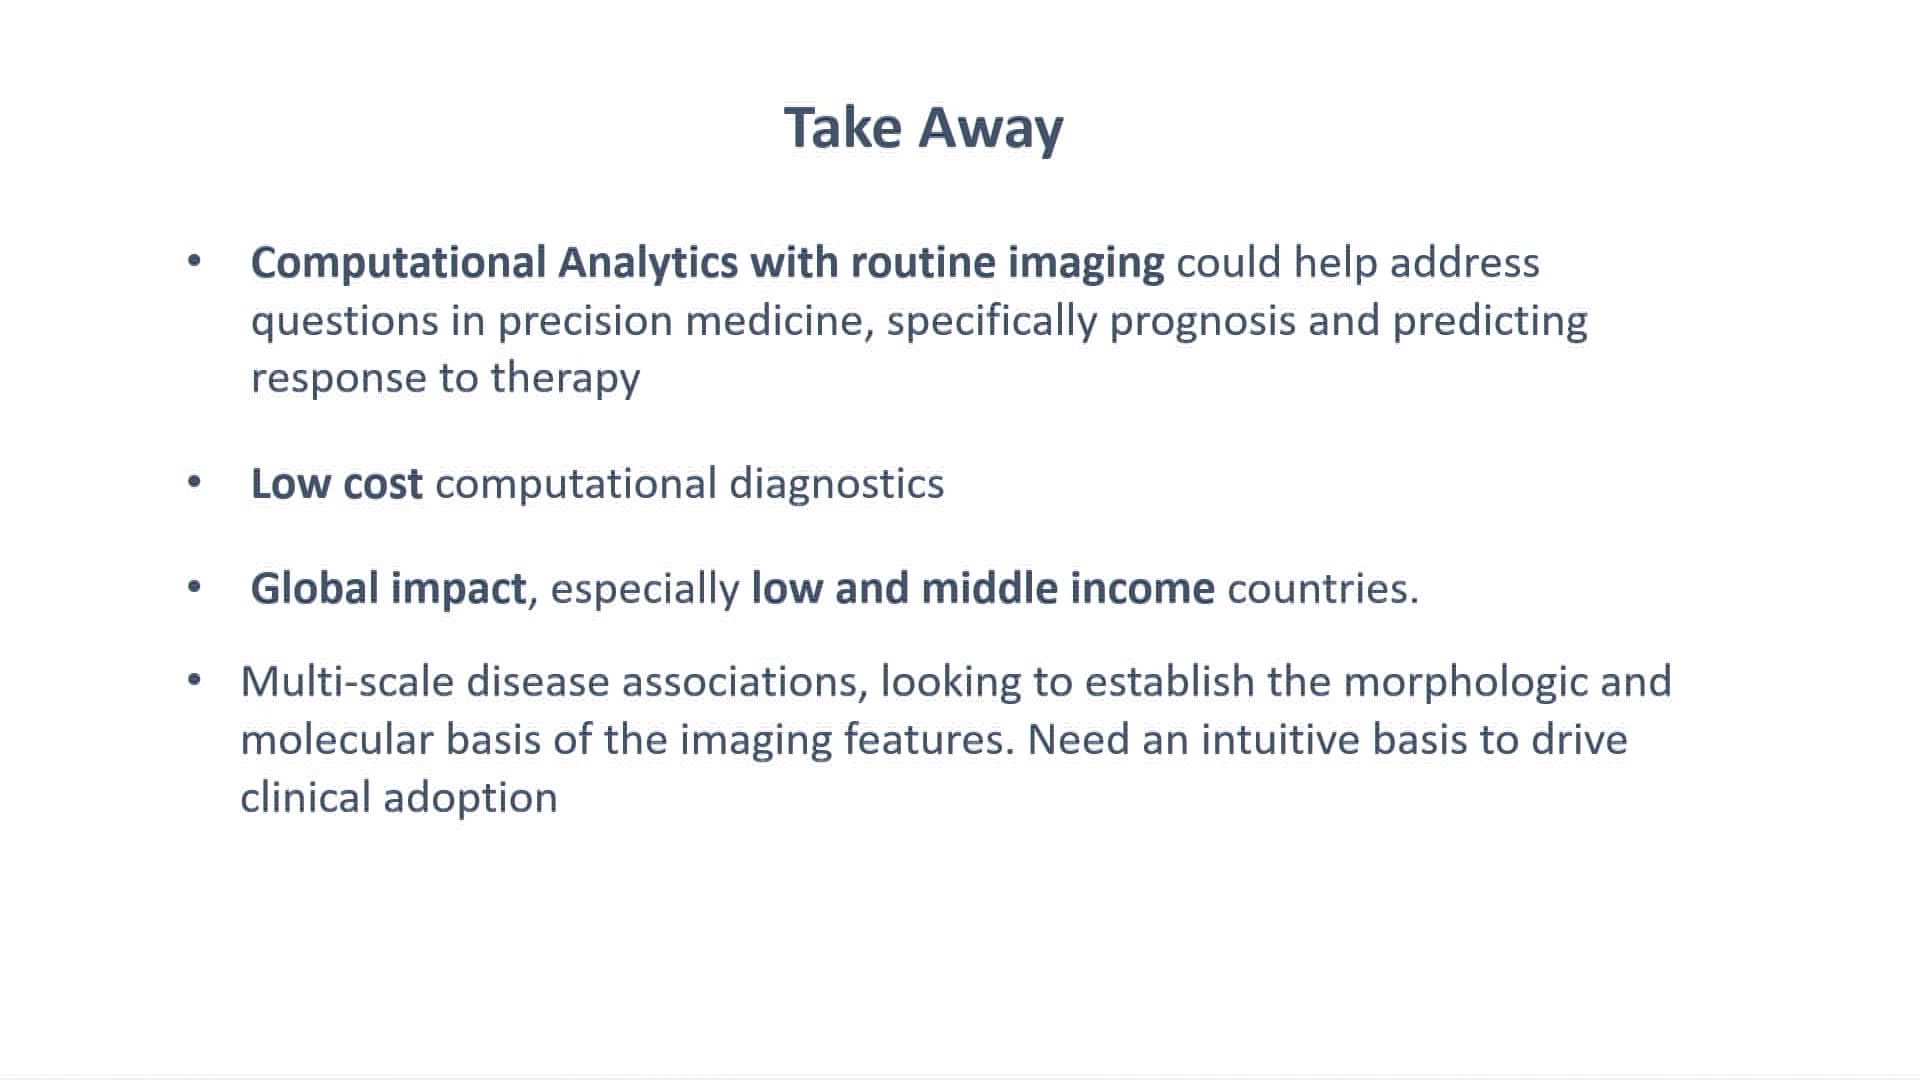 Take Away
• Computational Analytics with routine imaging could help address
questions in precision medicine, specifically prognosis and predicting
response to therapy
• Low cost computational diagnostics
• Global impact, especially low and middle income countries.
• Multi-scale disease associations, looking to establish the morphologic and
molecular basis of the imaging features. Need an intuitive basis to drive
clinical adoption